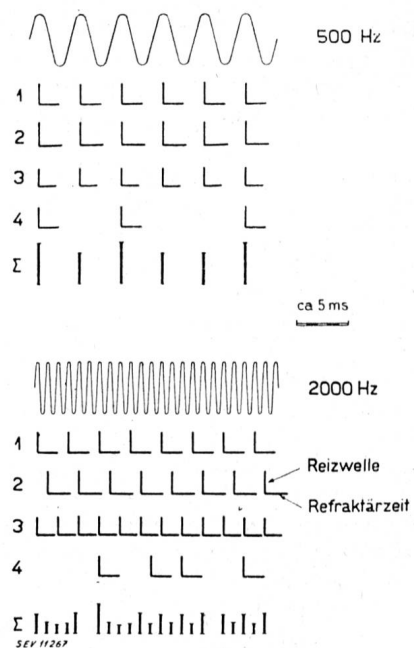 500 Hz
1
2
3
4
Σ
ca 5 ms
2000 Hz
1
2
Reizwelle
Refraktärzeit
3
4
Σ
SEV 11267